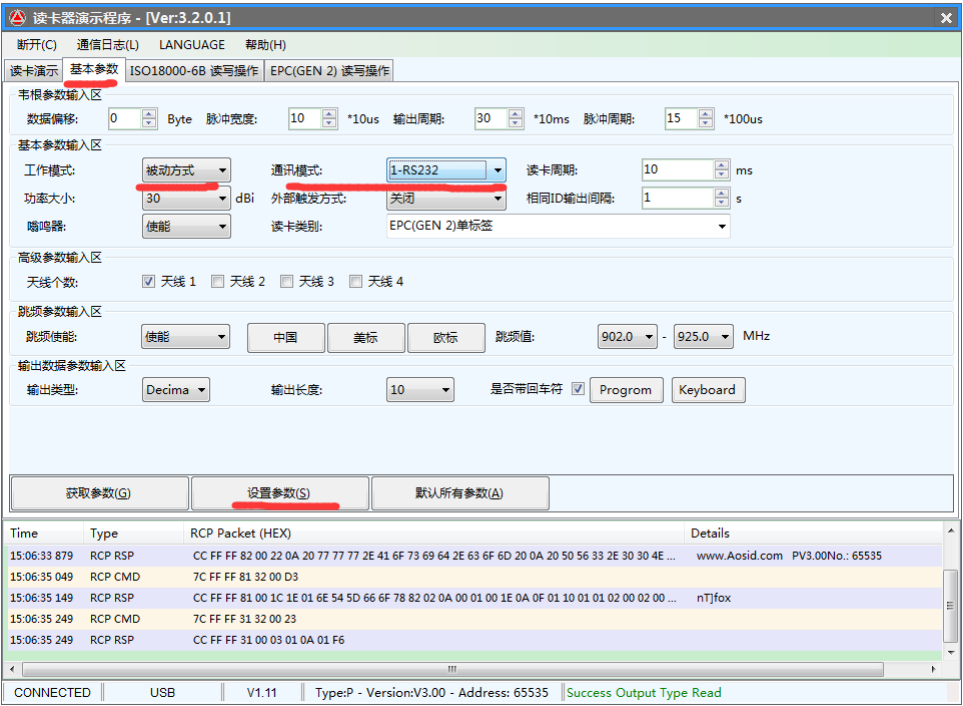 读卡器演示程序 - [Ver:3.2.0.1]
断开(C) 通信日志(L) LANGUAGE 帮助(H)
读卡演示 基本参数 ISO18000-6B 读写操作 EPC(GEN 2) 读写操作
韦根参数输入区
数据偏移: 0 Byte 脉冲宽度: 10 *10us 输出周期: 30 *10ms 脉冲周期: 15 *100us
基本参数输入区
工作模式: 被动方式 通讯模式: 1-RS232 读卡周期: 10 ms
功率大小: 30 dBi 外部触发方式: 关闭 相同ID输出间隔: 1 s
嗡鸣器: 使能 读卡类别: EPC(GEN 2)单标签
高级参数输入区
天线个数: 天线 1 天线 2 天线 3 天线 4
跳频参数输入区
跳频使能: 使能 中国 美标 欧标 跳频值: 902.0 - 925.0 MHz
输出数据参数输入区
输出类型: Decima 输出长度: 10 是否带回车符 Progrom Keyboard
获取参数(G) 设置参数(S) 默认所有参数(A)
Time Type RCP Packet (HEX) Details
15:06:33 879 RCP RSP CC FF FF 82 00 22 0A 20 77 77 77 2E 41 6F 73 69 64 2E 63 6F 6D 20 0A 20 50 56 33 2E 30 30 4E ... www.Aosid.com PV3.00No.: 65535
15:06:35 049 RCP CMD 7C FF FF 81 32 00 D3
15:06:35 149 RCP RSP CC FF FF 81 00 1C 1E 01 6E 54 5D 66 6F 78 82 02 0A 00 01 00 1E 0A 0F 01 10 01 01 02 00 02 00 ... nT]fox
15:06:35 249 RCP CMD 7C FF FF 31 32 00 23
15:06:35 249 RCP RSP CC FF FF 31 00 03 01 0A 01 F6
CONNECTED USB V1.11 Type:P - Version:V3.00 - Address: 65535 Success Output Type Read